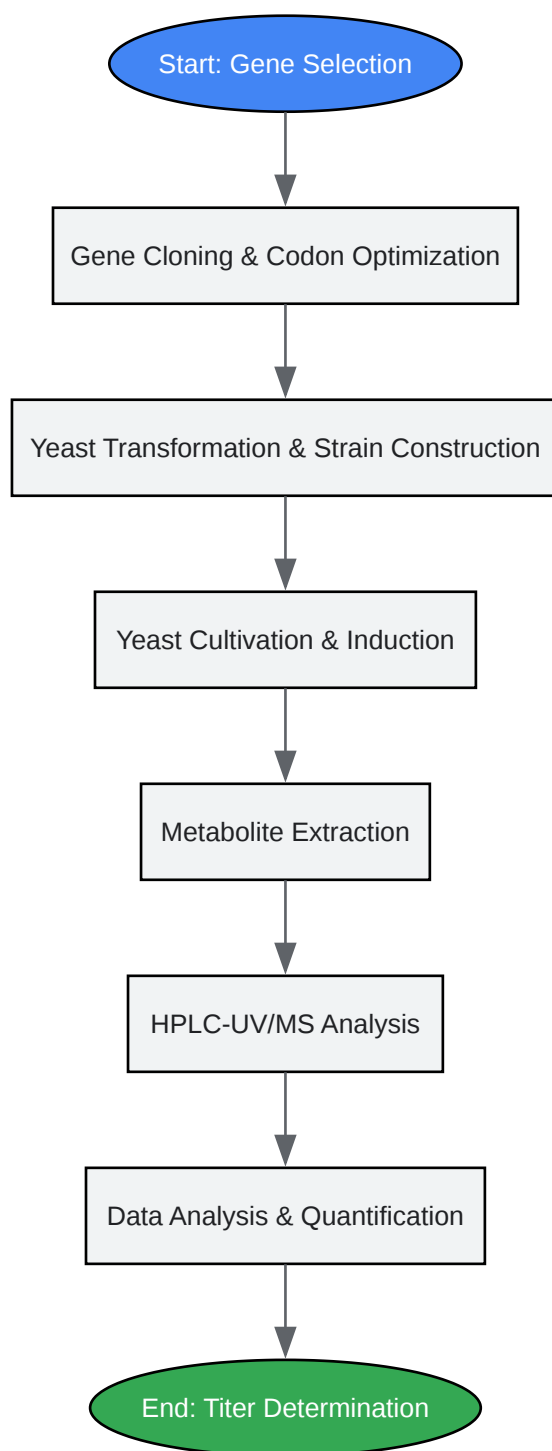 Start: Gene Selection
Gene Cloning & Codon Optimization
Yeast Transformation & Strain Construction
Yeast Cultivation & Induction
Metabolite Extraction
HPLC-UV/MS Analysis
Data Analysis & Quantification
End: Titer Determination